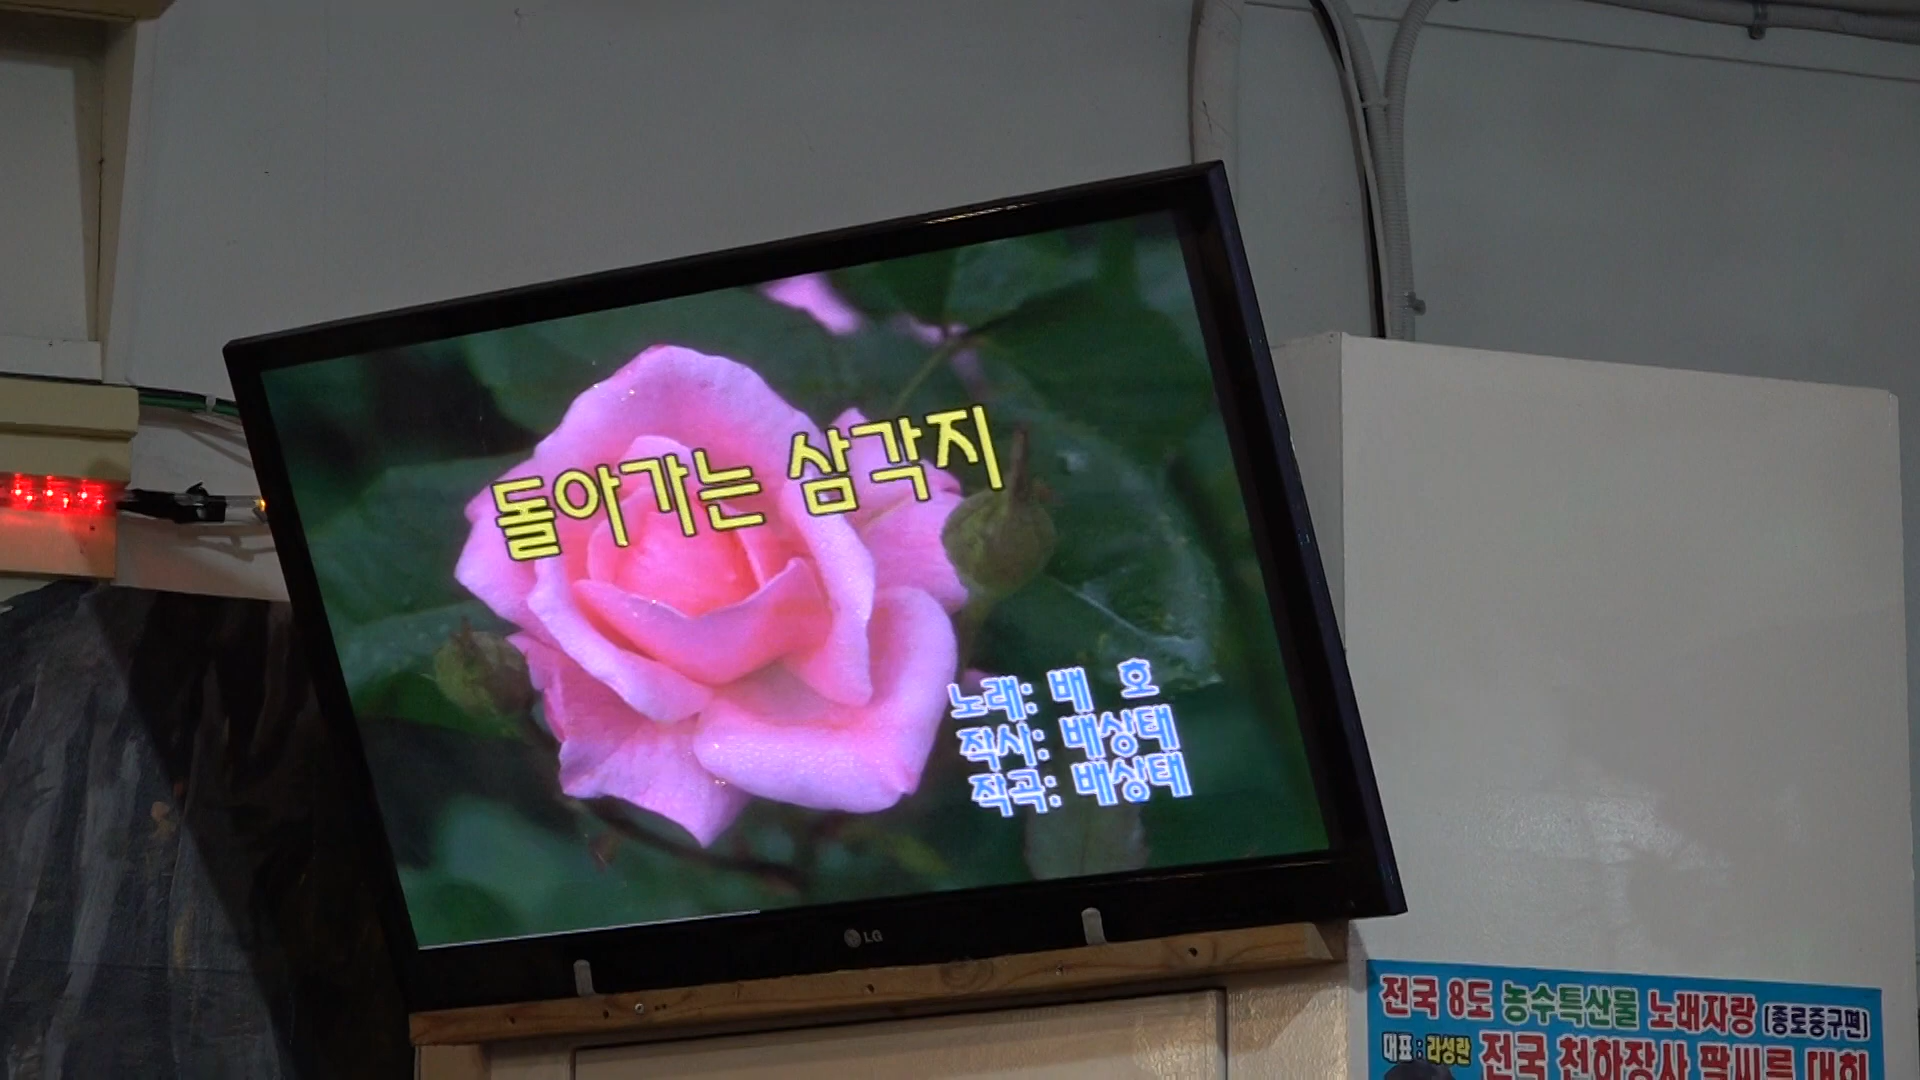 돌아가는 삼각지
노래: 배 호
작사: 배상태
작곡: 배상태
LG
전국 8도 농수특산물 노래자랑 (종로중구편)
대표 : 라성란 전국 천하장사 팔씨름 대회